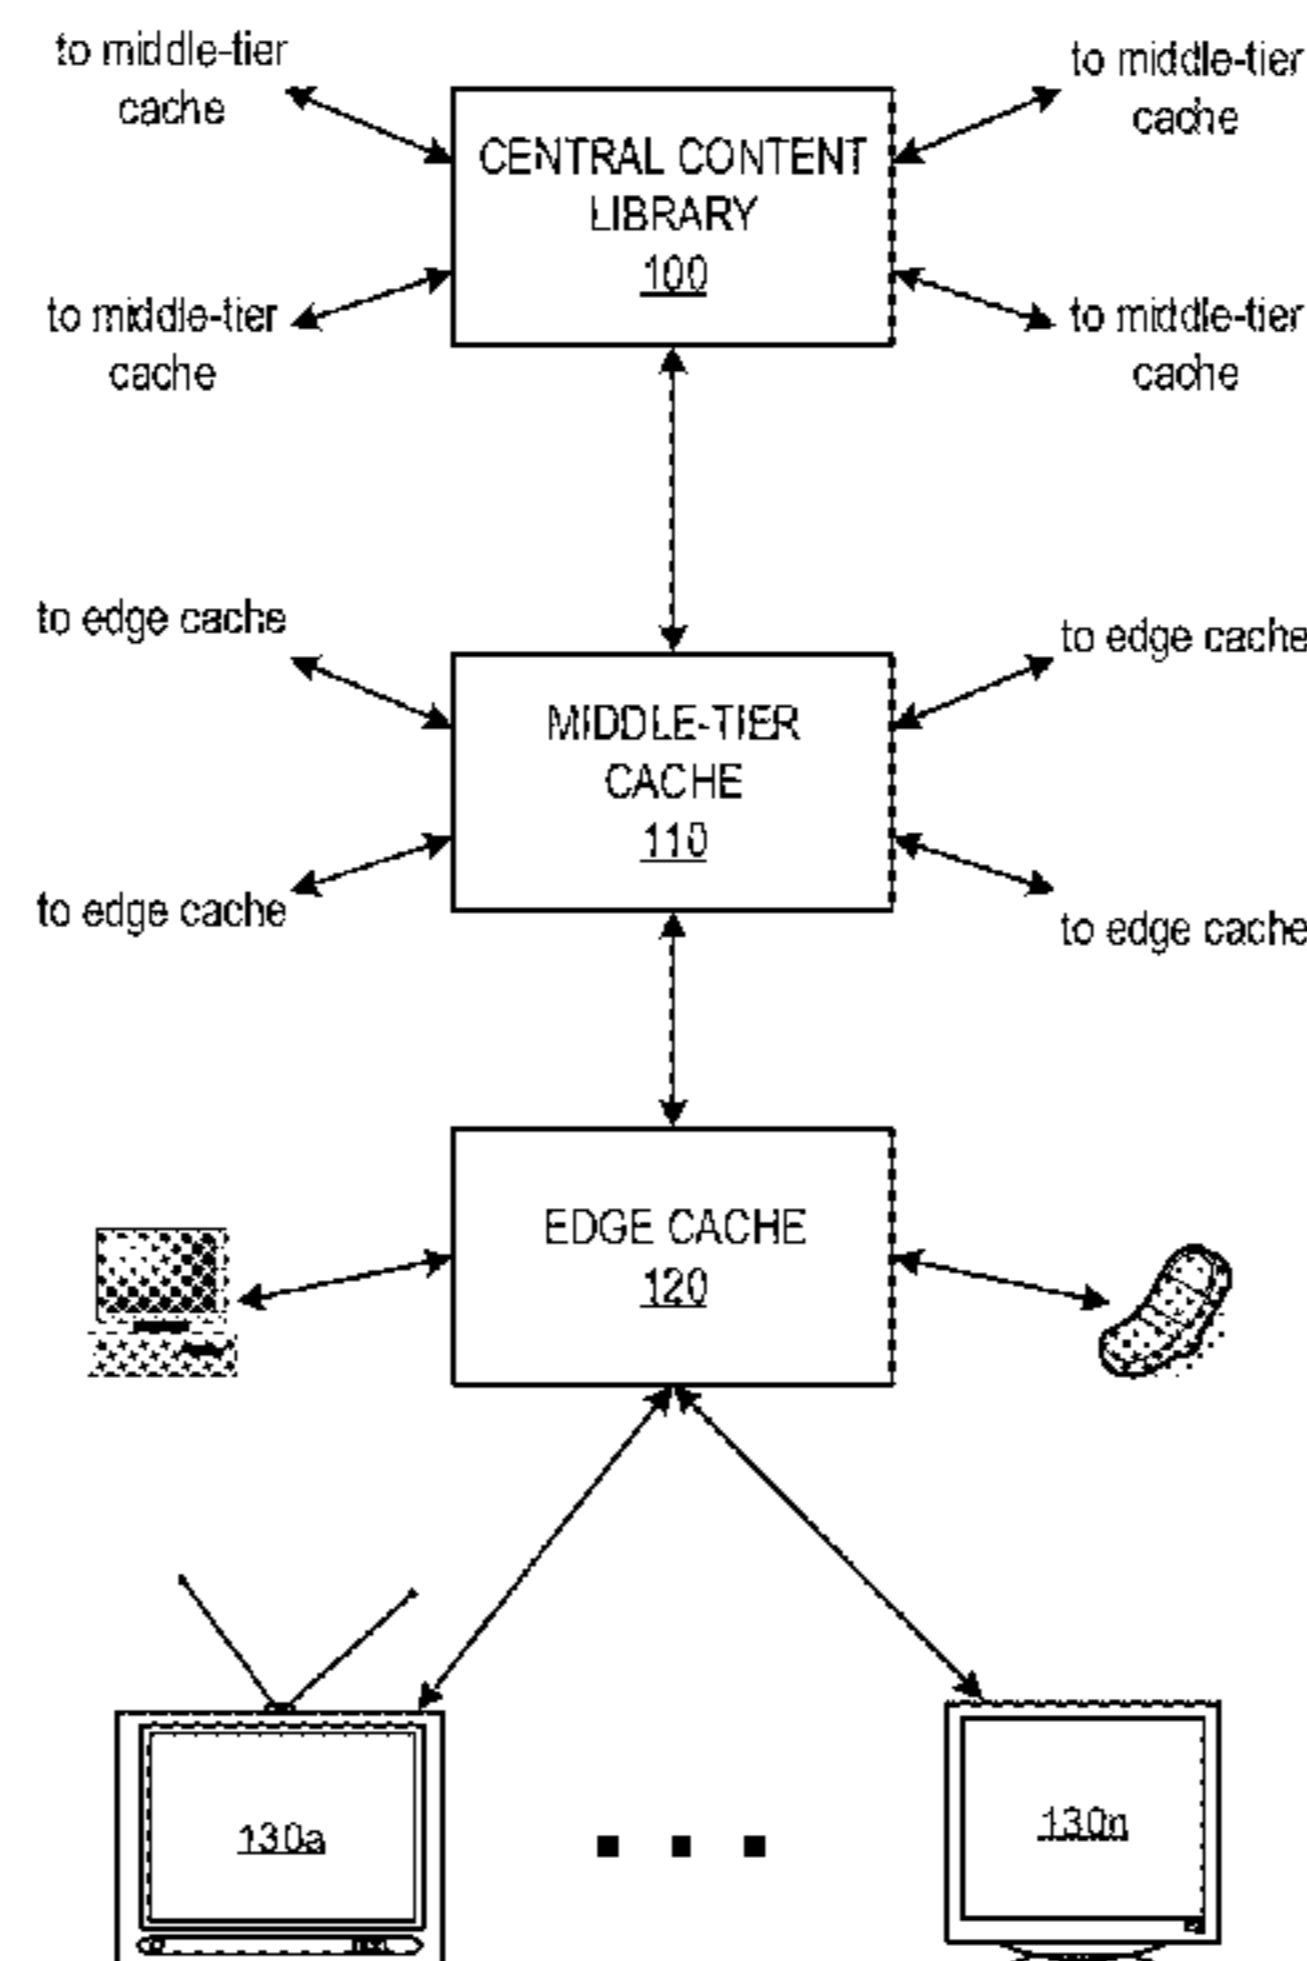 to middle-tier
cache
to middle-tier
cache
CENTRAL CONTENT
LIBRARY
100
to middle-tier
cache
to middle-tier
cache
to edge cache
to edge cache
MIDDLE-TIER
CACHE
110
to edge cache
to edge cache
EDGE CACHE
120
130a
130n